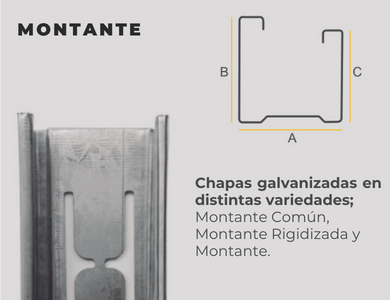 MONTANTE
B
C
A
Chapas galvanizadas en
distintas variedades;
Montante Común,
Montante Rigidizada y
Montante.